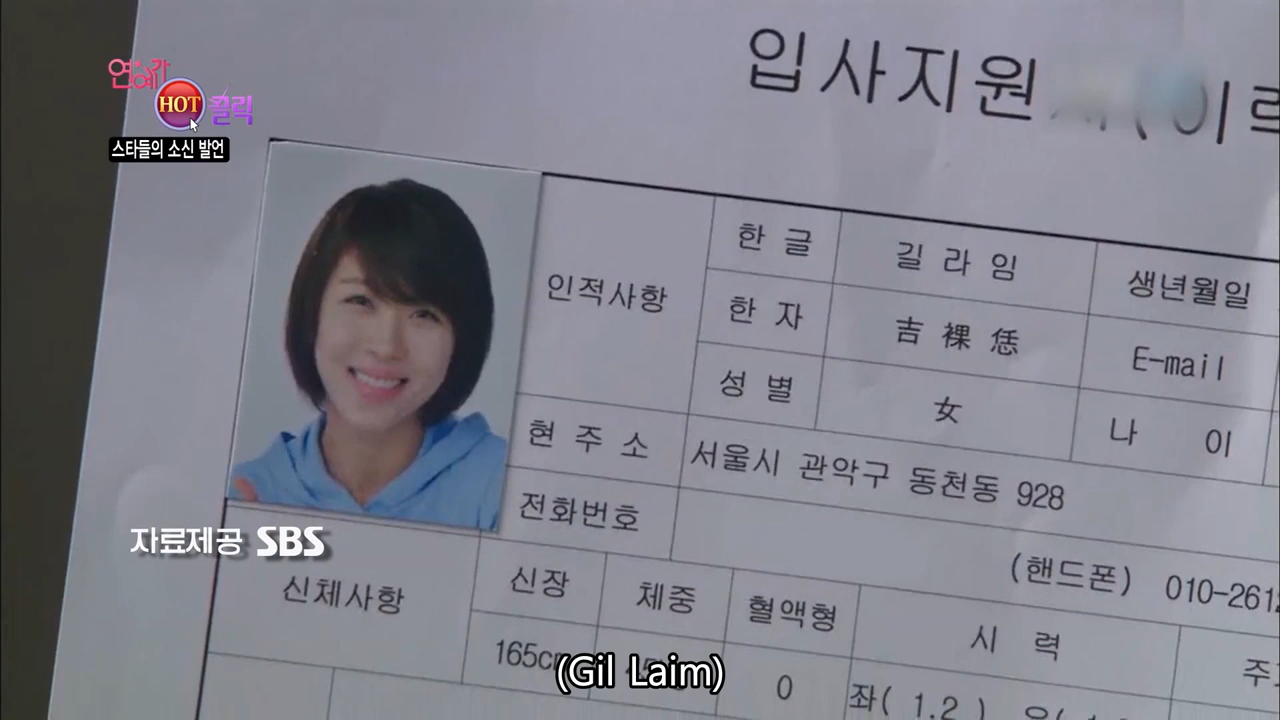 연예가
HOT 클릭
스타들의 소신 발언
입사지원
인적사항
한 글
길 라 임
생년월일
한 자
吉 裸 恁
E-mail
성 별
女
나 이
현 주 소
서울시 관악구 동천동 928
전화번호
(핸드폰) 010-261
자료제공 SBS
신체사항
신장
체중
혈액형
시 력
165c
0
좌( 1.2 )
(Gil Laim)